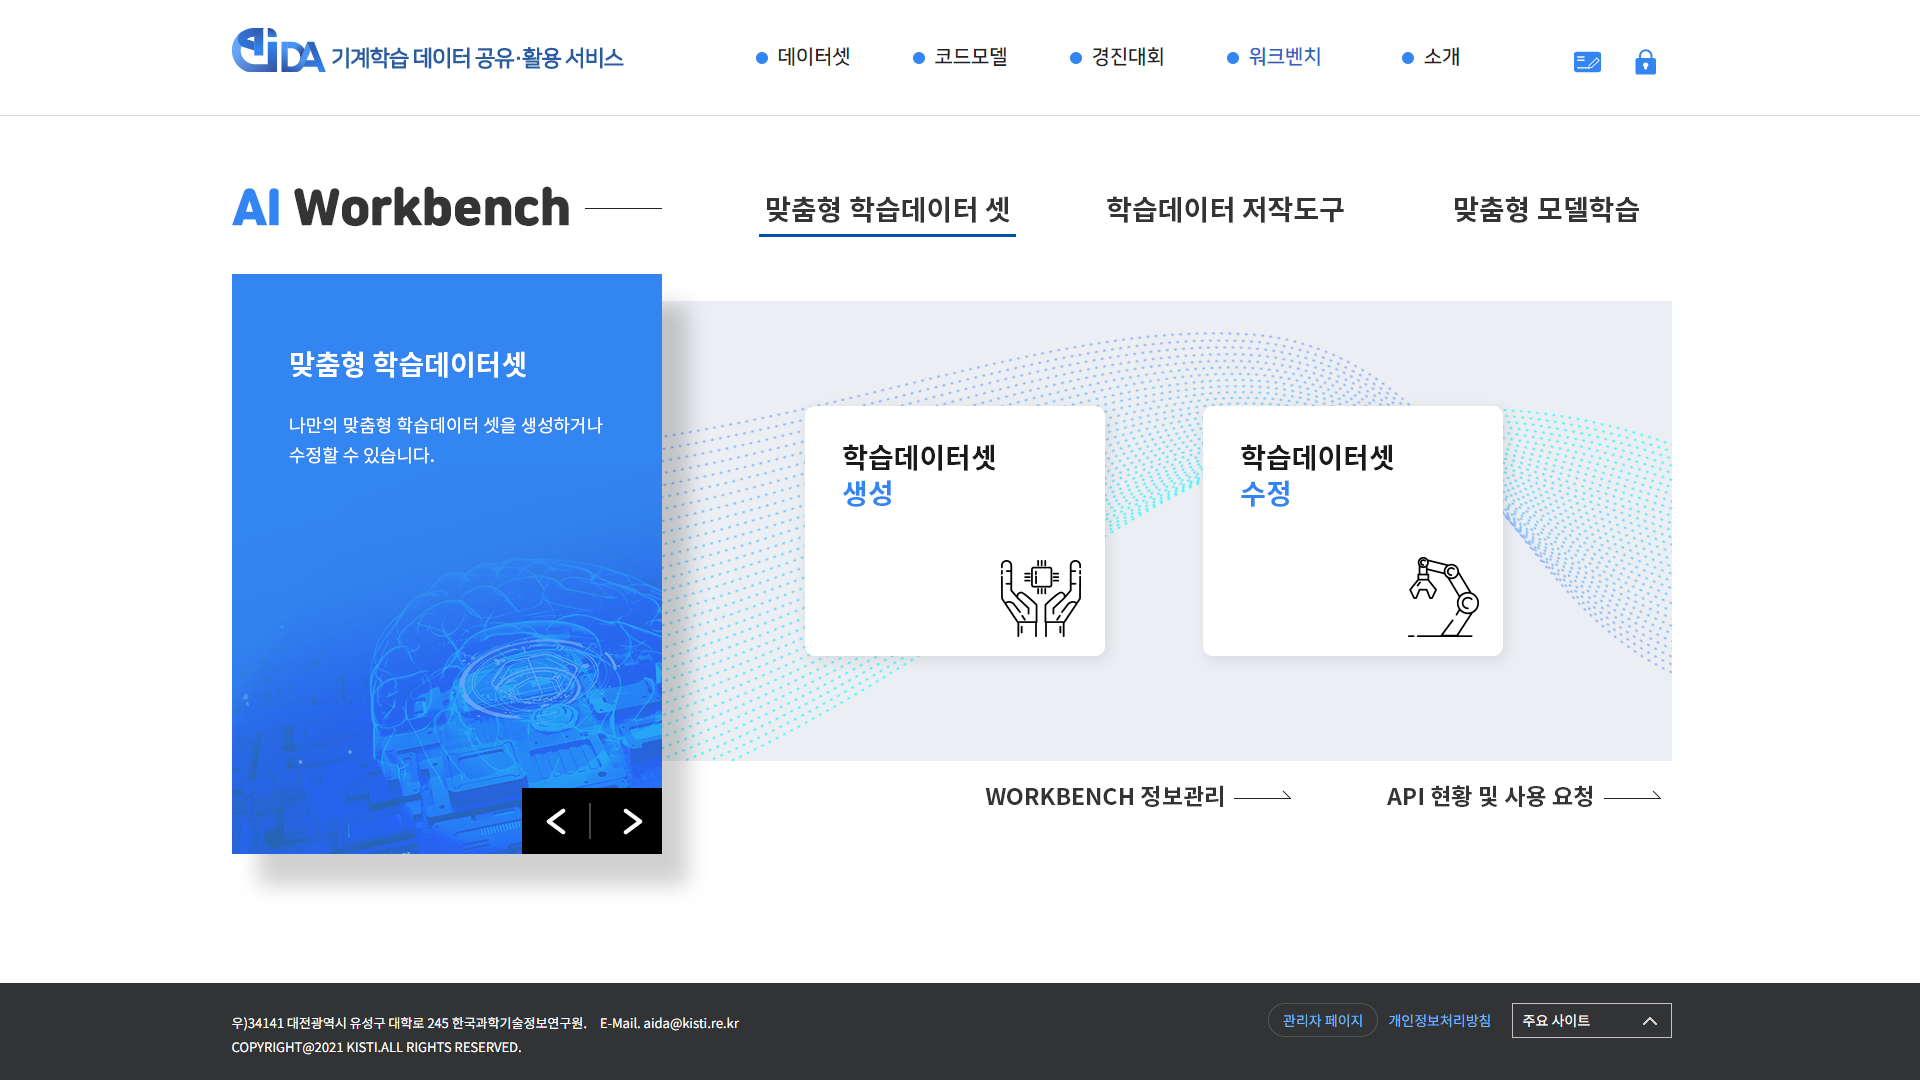 AiDA 기계학습 데이터 공유·활용 서비스
데이터셋
코드모델
경진대회
워크벤치
소개
AI Workbench
맞춤형 학습데이터 셋
학습데이터 저작도구
맞춤형 모델학습
맞춤형 학습데이터셋
나만의 맞춤형 학습데이터 셋을 생성하거나
수정할 수 있습니다.
학습데이터셋
생성
학습데이터셋
수정
WORKBENCH 정보관리
API 현황 및 사용 요청
우)34141 대전광역시 유성구 대학로 245 한국과학기술정보연구원. E-Mail. aida@kisti.re.kr
COPYRIGHT@2021 KISTI.ALL RIGHTS RESERVED.
관리자 페이지
개인정보처리방침
주요 사이트